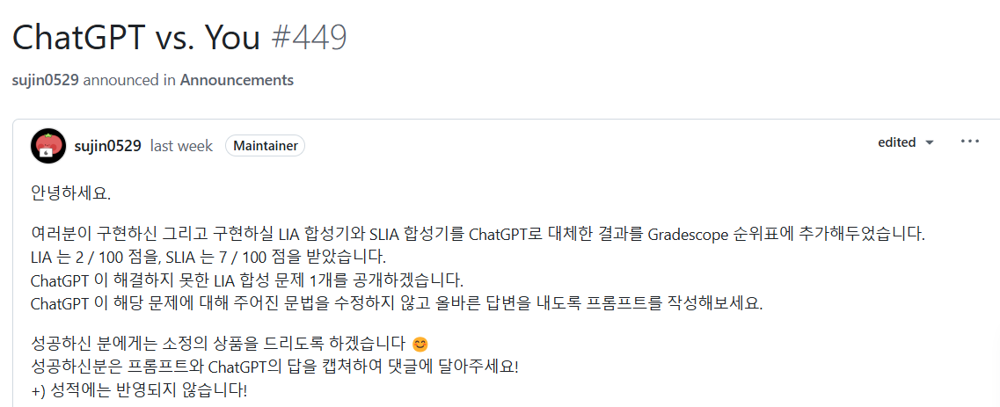 ChatGPT vs. You #449
sujin0529 announced in Announcements
sujin0529 last week Maintainer edited
안녕하세요.
여러분이 구현하신 그리고 구현하실 LIA 합성기와 SLIA 합성기를 ChatGPT로 대체한 결과를 Gradescope 순위표에 추가해두었습니다.
LIA 는 2 / 100 점을, SLIA 는 7 / 100 점을 받았습니다.
ChatGPT 이 해결하지 못한 LIA 합성 문제 1개를 공개하겠습니다.
ChatGPT 이 해당 문제에 대해 주어진 문법을 수정하지 않고 올바른 답변을 내도록 프롬프트를 작성해보세요.
성공하신 분에게는 소정의 상품을 드리도록 하겠습니다 😊
성공하신분은 프롬프트와 ChatGPT의 답을 캡쳐하여 댓글에 달아주세요!
+) 성적에는 반영되지 않습니다!